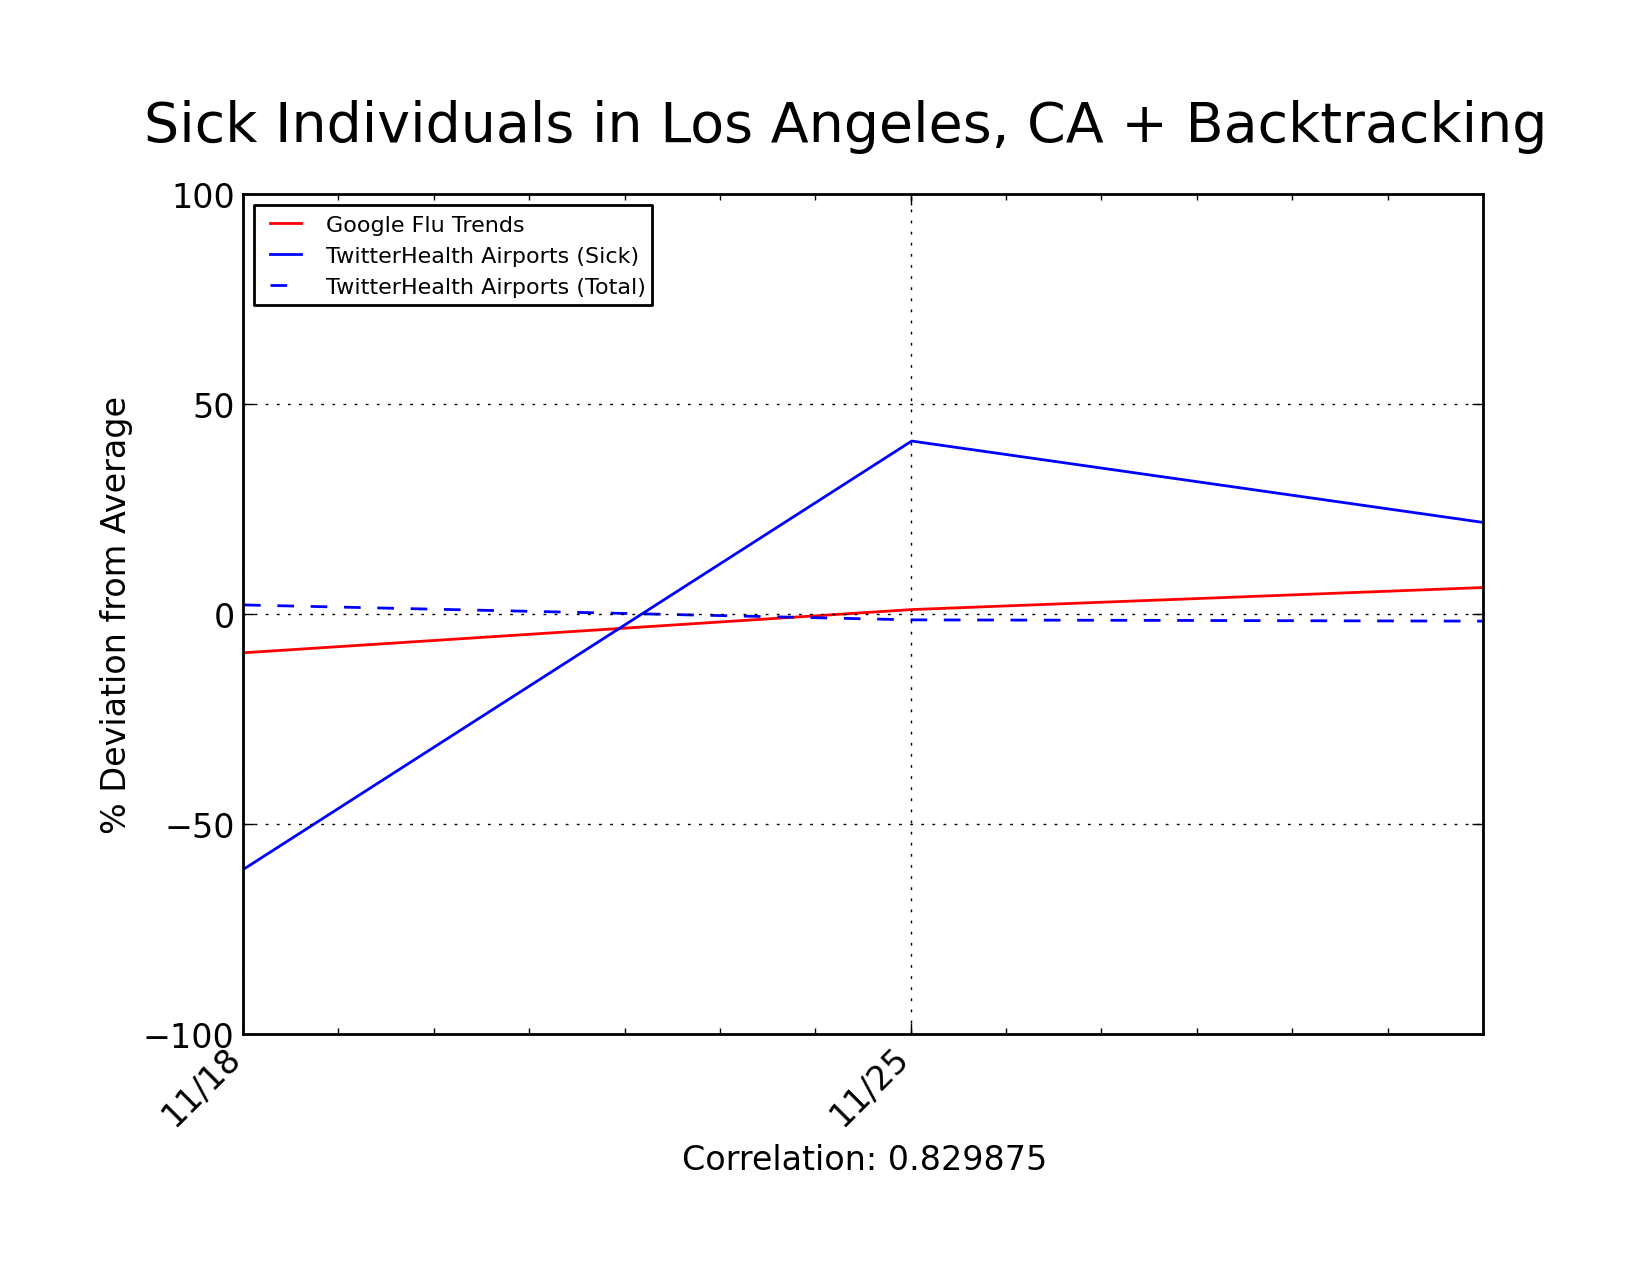 Sick Individuals in Los Angeles, CA + Backtracking
100
Google Flu Trends
TwitterHealth Airports (Sick)
TwitterHealth Airports (Total)
50
% Deviation from Average
0
−50
−100
11/18
11/25
Correlation: 0.829875